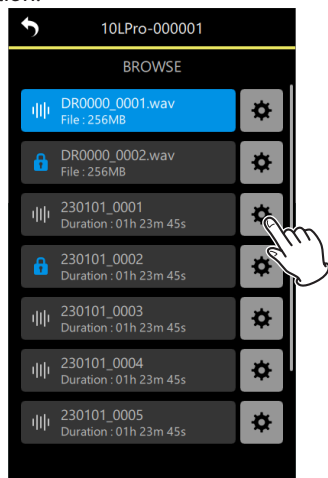 tion.
10LPro-000001
BROWSE
DR0000_0001.wav
File : 256MB
DR0000_0002.wav
File : 256MB
230101_0001
Duration : 01h 23m 45s
230101_0002
Duration : 01h 23m 45s
230101_0003
Duration : 01h 23m 45s
230101_0004
Duration : 01h 23m 45s
230101_0005
Duration : 01h 23m 45s